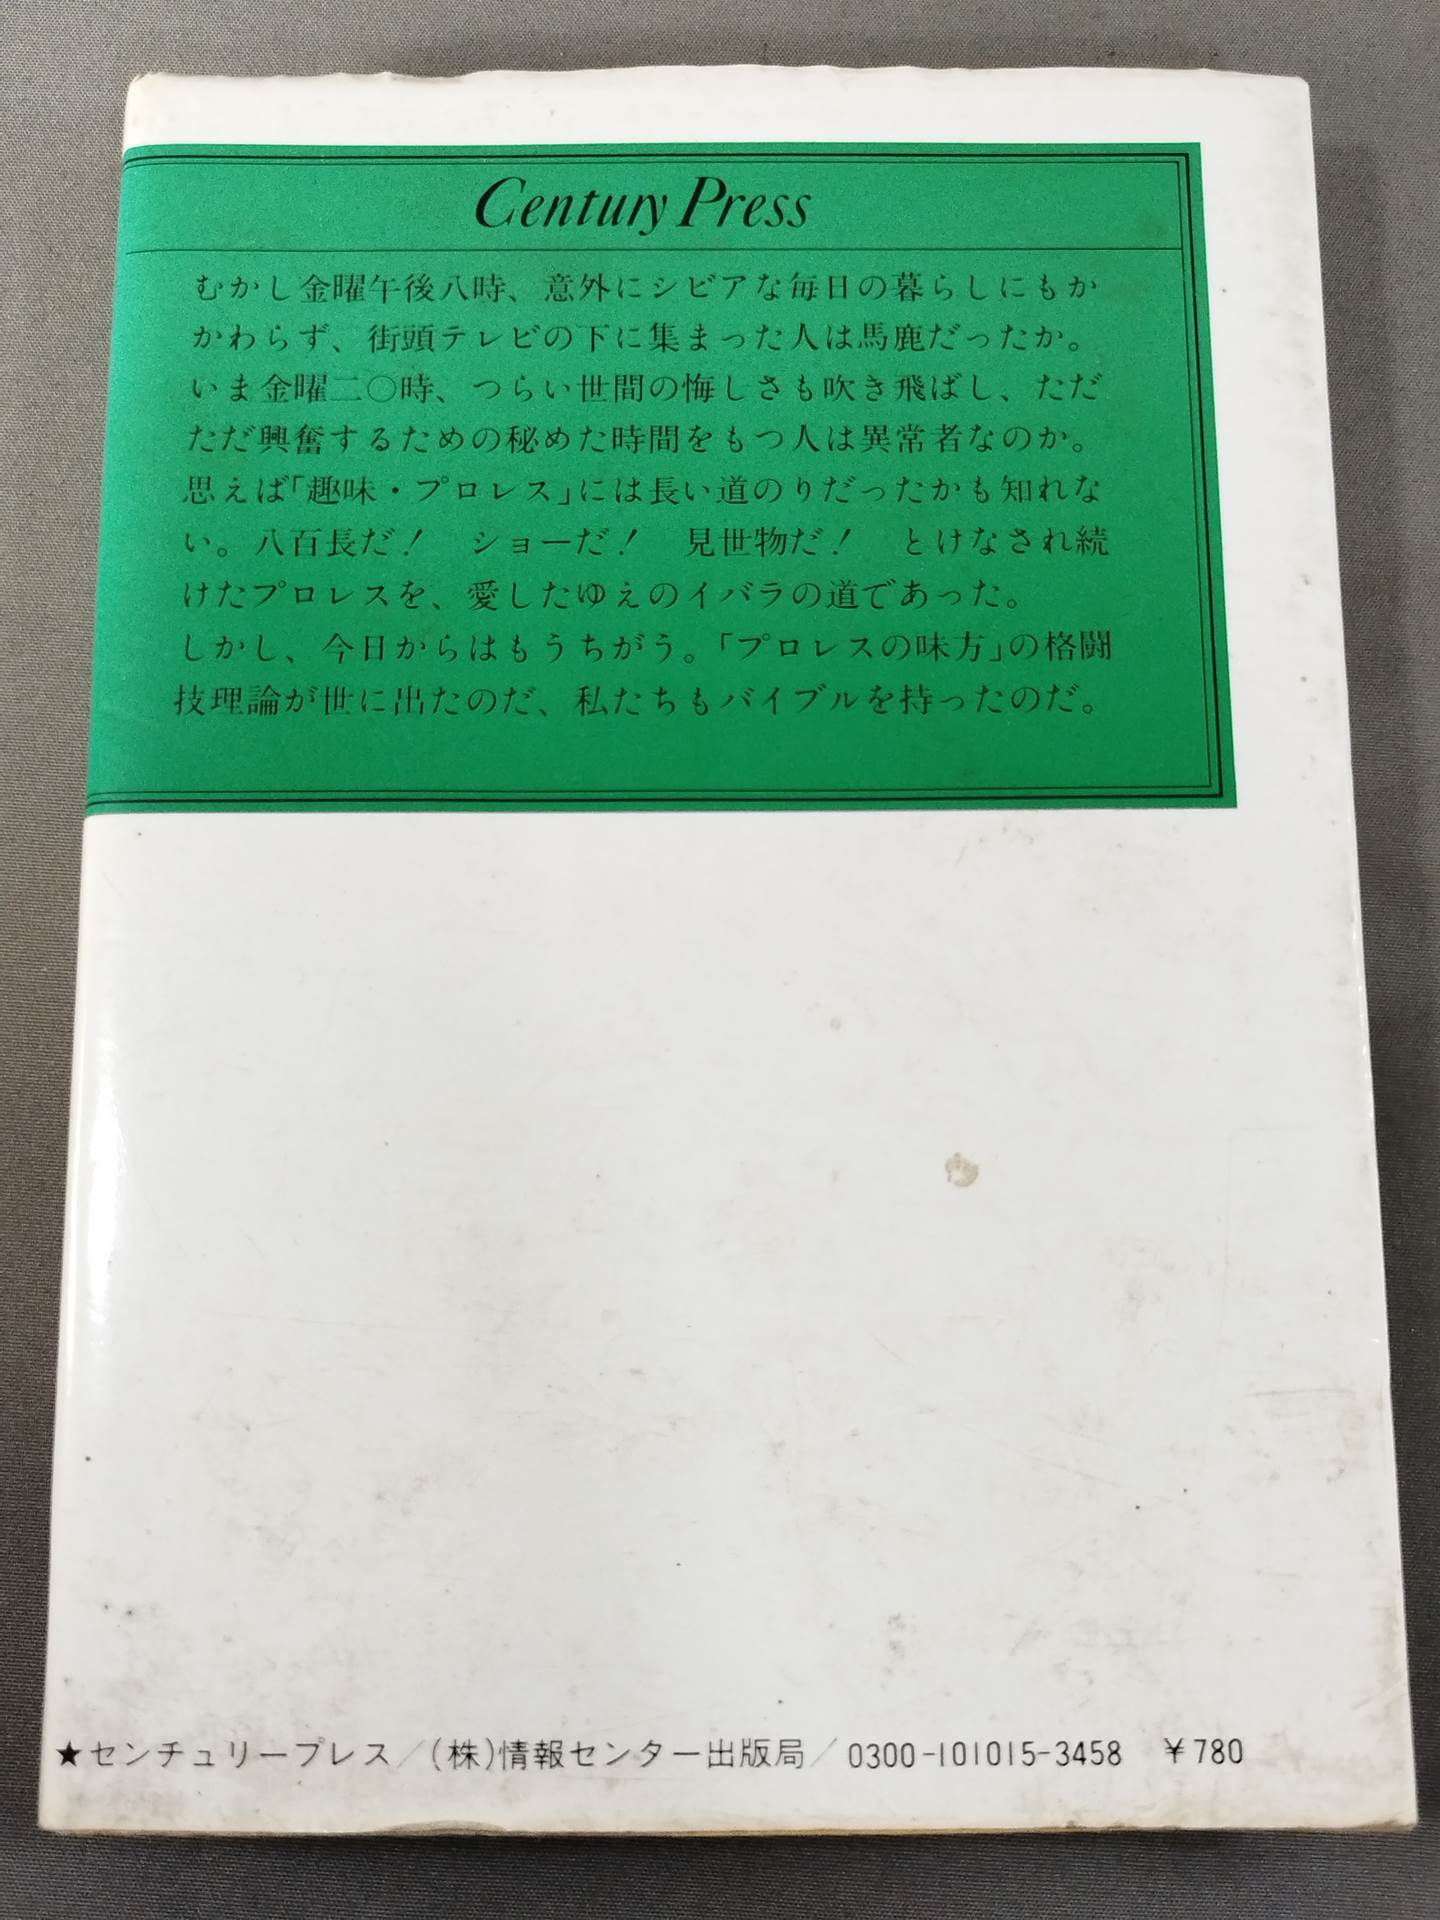 Century Press
むかし金曜午後八時、意外にシビアな毎日の暮らしにもか
かわらず、街頭テレビの下に集まった人は馬鹿だったか。
いま金曜二〇時、つらい世間の悔しさも吹き飛ばし、ただ
ただ興奮するための秘めた時間をもつ人は異常者なのか。
思えば「趣味・プロレス」には長い道のりだったかも知れな
い。八百長だ！　ショーだ！　見世物だ！　とけなされ続
けたプロレスを、愛したゆえのイバラの道であった。
しかし、今日からはもうちがう。「プロレスの味方」の格闘
技理論が世に出たのだ、私たちもバイブルを持ったのだ。
★センチュリープレス／(株)情報センター出版局／0300-101015-3458　¥780